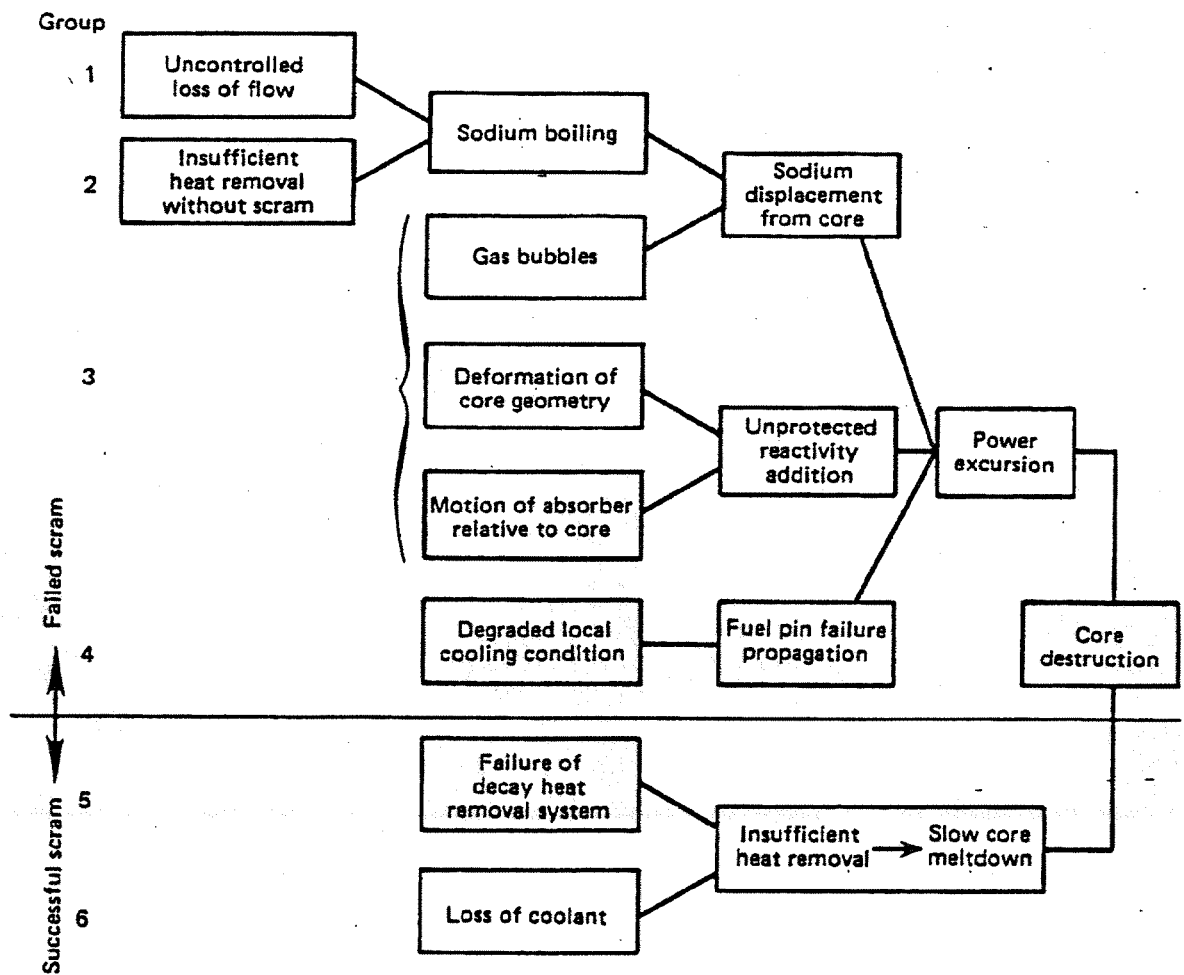 Group
1
Uncontrolled
loss of flow
Sodium boiling
2
Insufficient
heat removal
without scram
Sodium
displacement
from core
Gas bubbles
3
Deformation of
core geometry
Unprotected
reactivity
addition
Power
excursion
Motion of absorber
relative to core
Failed scram
4
Degraded local
cooling condition
Fuel pin failure
propagation
Core
destruction
Successful scram
5
Failure of
decay heat
removal system
Insufficient
heat removal
Slow core
meltdown
6
Loss of coolant